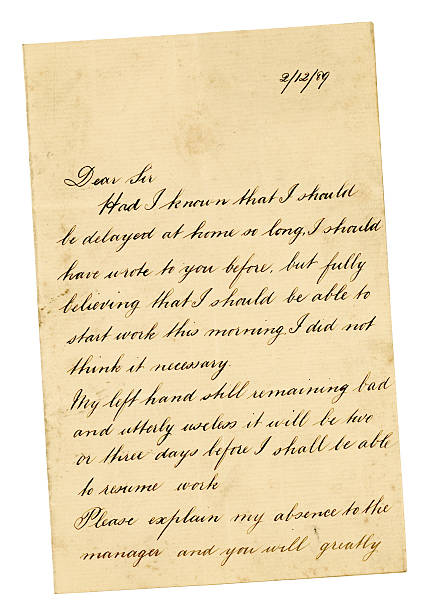 2/12/89
Dear Sir
Had I known that I should
be delayed at home so long, I should
have wrote to you before, but fully
believing that I should be able to
start work this morning I did not
think it necessary.
My left hand still remaining bad
and utterly useless it will be two
or three days before I shall be able
to resume work
Please explain my absence to the
manager and you will greatly